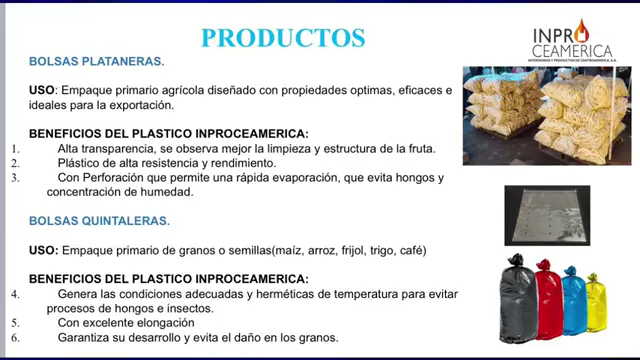 PRODUCTOS
INPRO
CEAMERICA
INVERSIONES Y PRODUCTOS DE CENTROAMERICA, S.A.
BOLSAS PLATANERAS.
USO: Empaque primario agrícola diseñado con propiedades optimas, eficaces e
ideales para la exportación.
BENEFICIOS DEL PLASTICO INPROCEAMERICA:
1. Alta transparencia, se observa mejor la limpieza y estructura de la fruta.
2. Plástico de alta resistencia y rendimiento.
3. Con Perforación que permite una rápida evaporación, que evita hongos y
concentración de humedad.
BOLSAS QUINTALERAS.
USO: Empaque primario de granos o semillas(maíz, arroz, frijol, trigo, café)
BENEFICIOS DEL PLASTICO INPROCEAMERICA:
4. Genera las condiciones adecuadas y herméticas de temperatura para evitar
procesos de hongos e insectos.
5. Con excelente elongación
6. Garantiza su desarrollo y evita el daño en los granos.